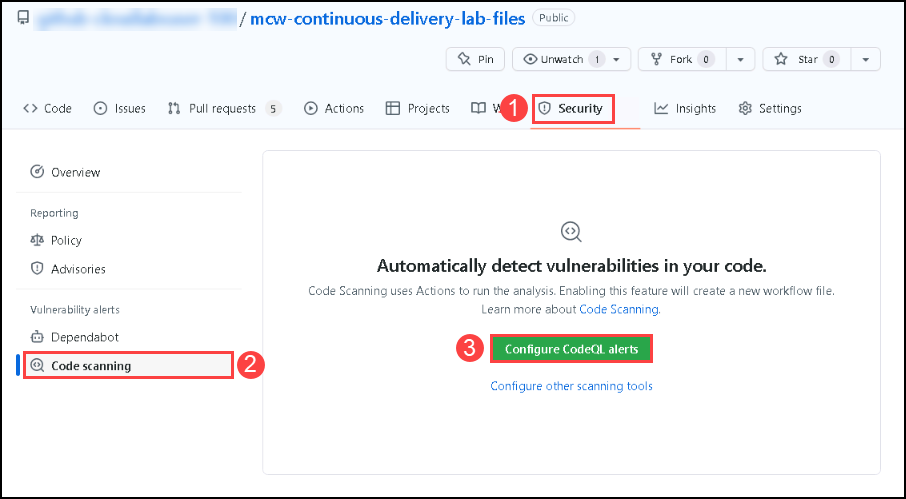 / mcw-continuous-delivery-lab-files Public
Pin Unwatch 1 Fork 0 Star 0
Code Issues Pull requests 5 Actions Projects W 1 Security Insights Settings
Overview
Reporting
Policy
Advisories
Vulnerability alerts
Dependabot
Code scanning 2
Automatically detect vulnerabilities in your code.
Code Scanning uses Actions to run the analysis. Enabling this feature will create a new workflow file.
Learn more about Code Scanning.
3 Configure CodeQL alerts
Configure other scanning tools